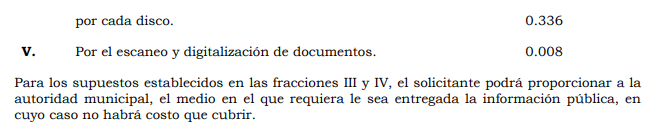 por cada disco. 0.336
V. Por el escaneo y digitalización de documentos. 0.008
Para los supuestos establecidos en las fracciones III y IV, el solicitante podrá proporcionar a la
autoridad municipal, el medio en el que requiera le sea entregada la información pública, en
cuyo caso no habrá costo que cubrir.